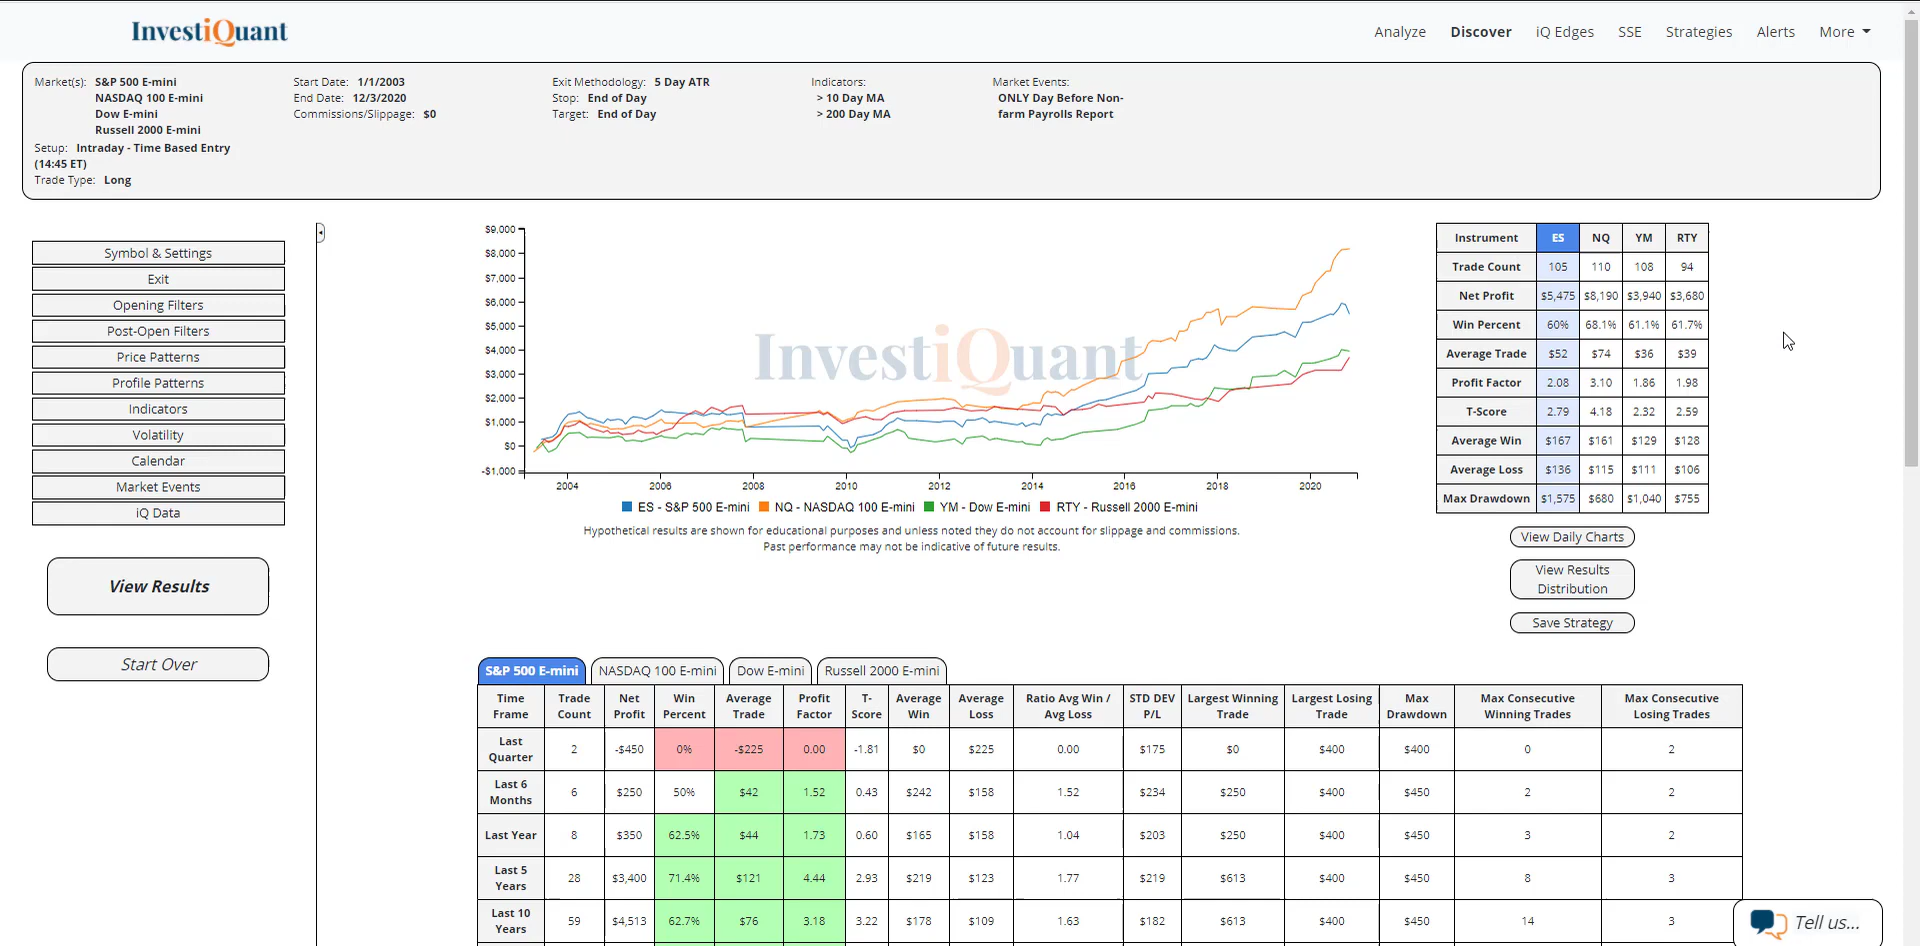 InvestiQuant
Analyze Discover iQ Edges SSE Strategies Alerts More
Market(s): S&P 500 E-mini
NASDAQ 100 E-mini
Dow E-mini
Russell 2000 E-mini
Setup: Intraday - Time Based Entry
(14:45 ET)
Trade Type: Long
Start Date: 1/1/2003
End Date: 12/3/2020
Commissions/Slippage: $0
Exit Methodology: 5 Day ATR
Stop: End of Day
Target: End of Day
Indicators:
> 10 Day MA
> 200 Day MA
Market Events:
ONLY Day Before Non-
farm Payrolls Report
Symbol & Settings
Exit
Opening Filters
Post-Open Filters
Price Patterns
Profile Patterns
Indicators
Volatility
Calendar
Market Events
iQ Data
View Results
Start Over
$9,000
$8,000
$7,000
$6,000
$5,000
$4,000
$3,000
$2,000
$1,000
$0
-$1,000
InvestiQuant
2004 2006 2008 2010 2012 2014 2016 2018 2020
ES - S&P 500 E-mini NQ - NASDAQ 100 E-mini YM - Dow E-mini RTY - Russell 2000 E-mini
Hypothetical results are shown for educational purposes and unless noted they do not account for slippage and commissions.
Past performance may not be indicative of future results.
Instrument ES NQ YM RTY
Trade Count 105 110 108 94
Net Profit $5,475 $8,190 $3,940 $3,680
Win Percent 60% 68.1% 61.1% 61.7%
Average Trade $52 $74 $36 $39
Profit Factor 2.08 3.10 1.86 1.98
T-Score 2.79 4.18 2.32 2.59
Average Win $167 $161 $129 $128
Average Loss $136 $115 $111 $106
Max Drawdown $1,575 $680 $1,040 $755
View Daily Charts
View Results
Distribution
Save Strategy
S&P 500 E-mini NASDAQ 100 E-mini Dow E-mini Russell 2000 E-mini
Time Trade Net Win Average Profit T- Average Average Ratio Avg Win / STD DEV Largest Winning Largest Losing Max Max Consecutive Max Consecutive
Frame Count Profit Percent Trade Factor Score Win Loss Avg Loss P/L Trade Trade Drawdown Winning Trades Losing Trades
Last
Quarter 2 -$450 0% -$225 0.00 -1.81 $0 $225 0.00 $175 $0 $400 $400 0 2
Last 6
Months 6 $250 50% $42 1.52 0.43 $242 $158 1.52 $234 $250 $400 $450 2 2
Last Year 8 $350 62.5% $44 1.73 0.60 $165 $158 1.04 $203 $250 $400 $450 3 2
Last 5
Years 28 $3,400 71.4% $121 4.44 2.93 $219 $123 1.77 $219 $613 $400 $450 8 3
Last 10
Years 59 $4,513 62.7% $76 3.18 3.22 $178 $109 1.63 $182 $613 $400 $450 14 3
Tell us...